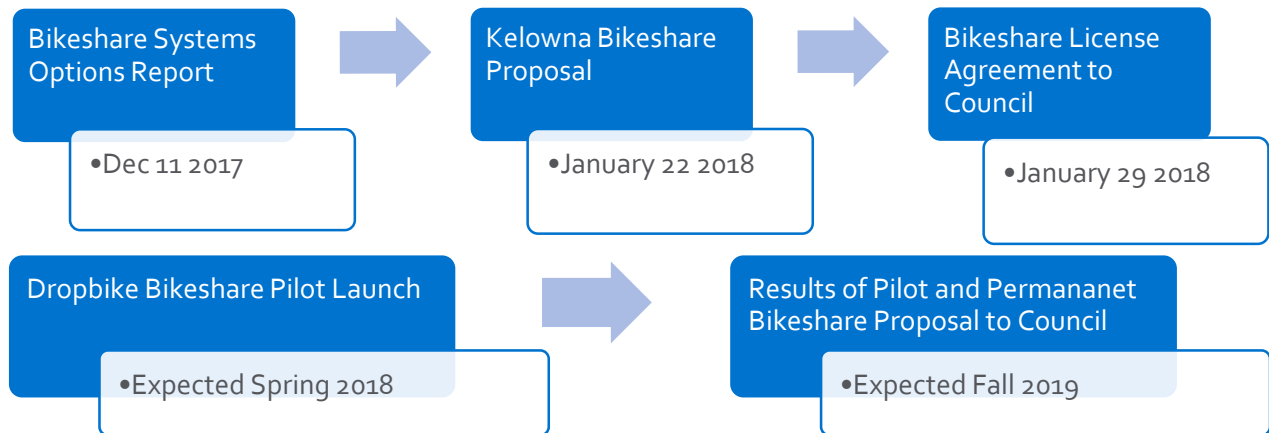 Bikeshare Systems
Options Report
•Dec 11 2017
Kelowna Bikeshare
Proposal
•January 22 2018
Bikeshare License
Agreement to
Council
•January 29 2018
Dropbike Bikeshare Pilot Launch
•Expected Spring 2018
Results of Pilot and Permananet
Bikeshare Proposal to Council
•Expected Fall 2019